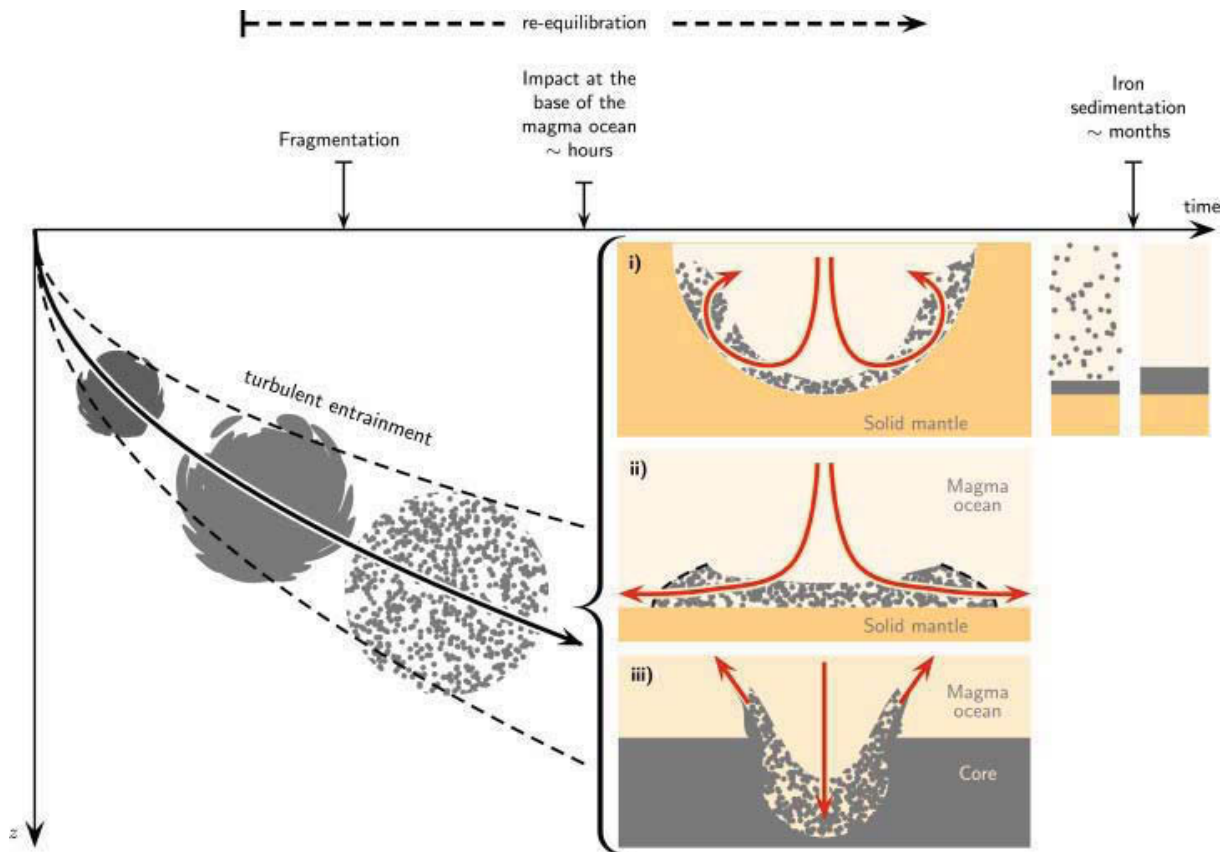 re-equilibration
Impact at the
base of the
magma ocean
~ hours
Iron
sedimentation
~ months
Fragmentation
time
i)
turbulent entrainment
Solid mantle
ii)
Magma
ocean
Solid mantle
iii)
Magma
ocean
Core
z